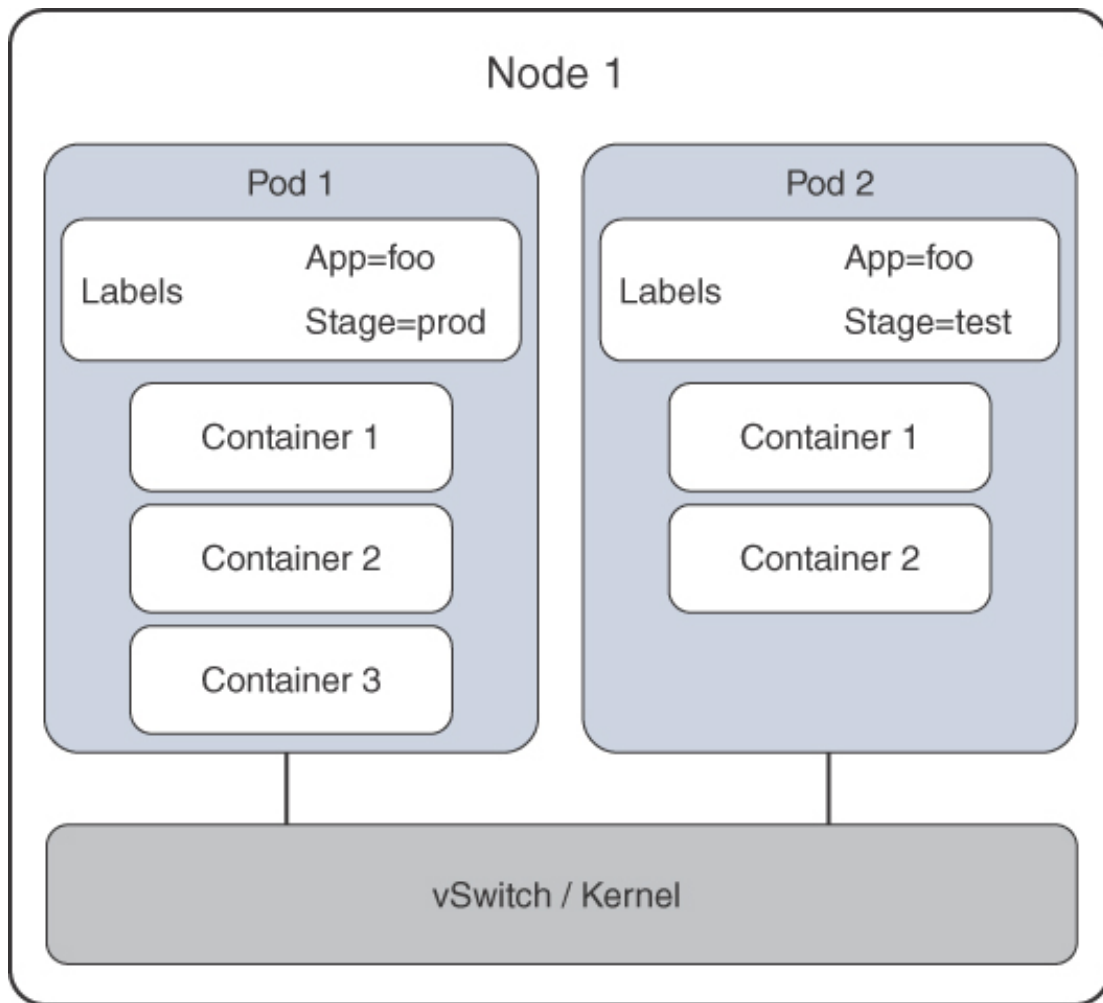 Node 1
Pod 1
Labels
App=foo
Stage=prod
Container 1
Container 2
Container 3
Pod 2
Labels
App=foo
Stage=test
Container 1
Container 2
vSwitch / Kernel